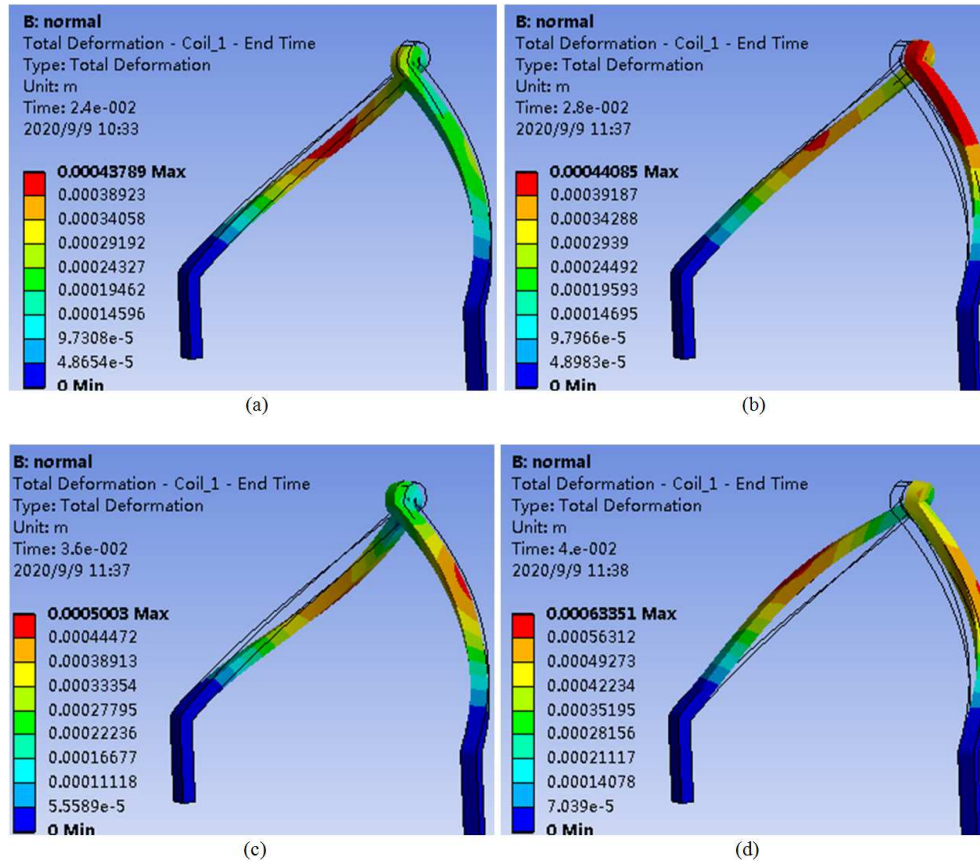 B: normal
Total Deformation - Coil_1 - End Time
Type: Total Deformation
Unit: m
Time: 2.4e-002
2020/9/9 10:33
0.00043789 Max
0.00038923
0.00034058
0.00029192
0.00024327
0.00019462
0.00014596
9.7308e-5
4.8654e-5
0 Min
(a)
B: normal
Total Deformation - Coil_1 - End Time
Type: Total Deformation
Unit: m
Time: 2.8e-002
2020/9/9 11:37
0.00044085 Max
0.00039187
0.00034288
0.0002939
0.00024492
0.00019593
0.00014695
9.7966e-5
4.8983e-5
0 Min
(b)
B: normal
Total Deformation - Coil_1 - End Time
Type: Total Deformation
Unit: m
Time: 3.6e-002
2020/9/9 11:37
0.0005003 Max
0.00044472
0.00038913
0.00033354
0.00027795
0.00022236
0.00016677
0.00011118
5.5589e-5
0 Min
(c)
B: normal
Total Deformation - Coil_1 - End Time
Type: Total Deformation
Unit: m
Time: 4.e-002
2020/9/9 11:38
0.00063351 Max
0.00056312
0.00049273
0.00042234
0.00035195
0.00028156
0.00021117
0.00014078
7.039e-5
0 Min
(d)